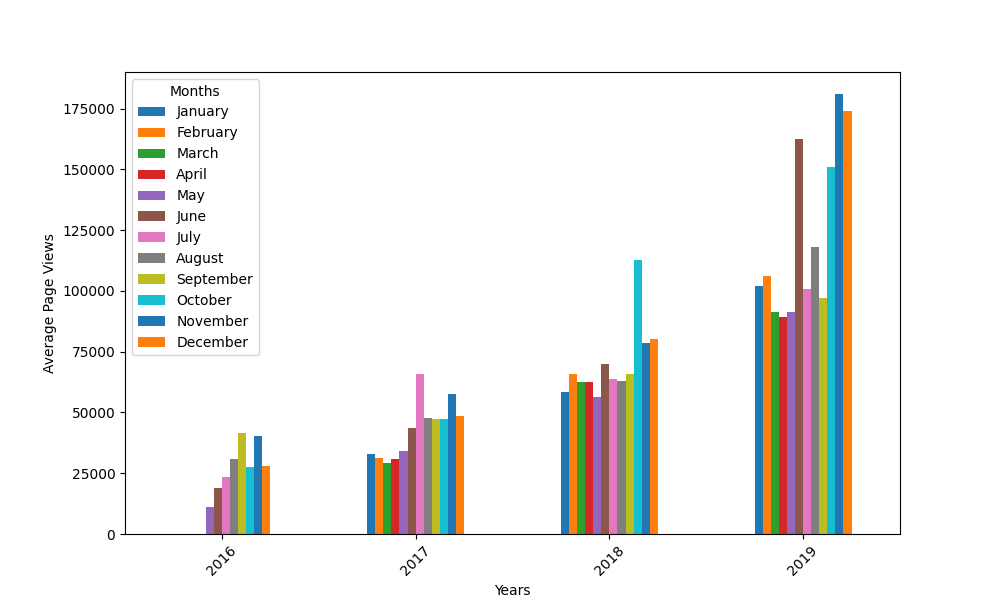 Months
January
February
March
April
May
June
July
August
September
October
November
December
Average Page Views
175000
150000
125000
100000
75000
50000
25000
0
2016
2017
2018
2019
Years